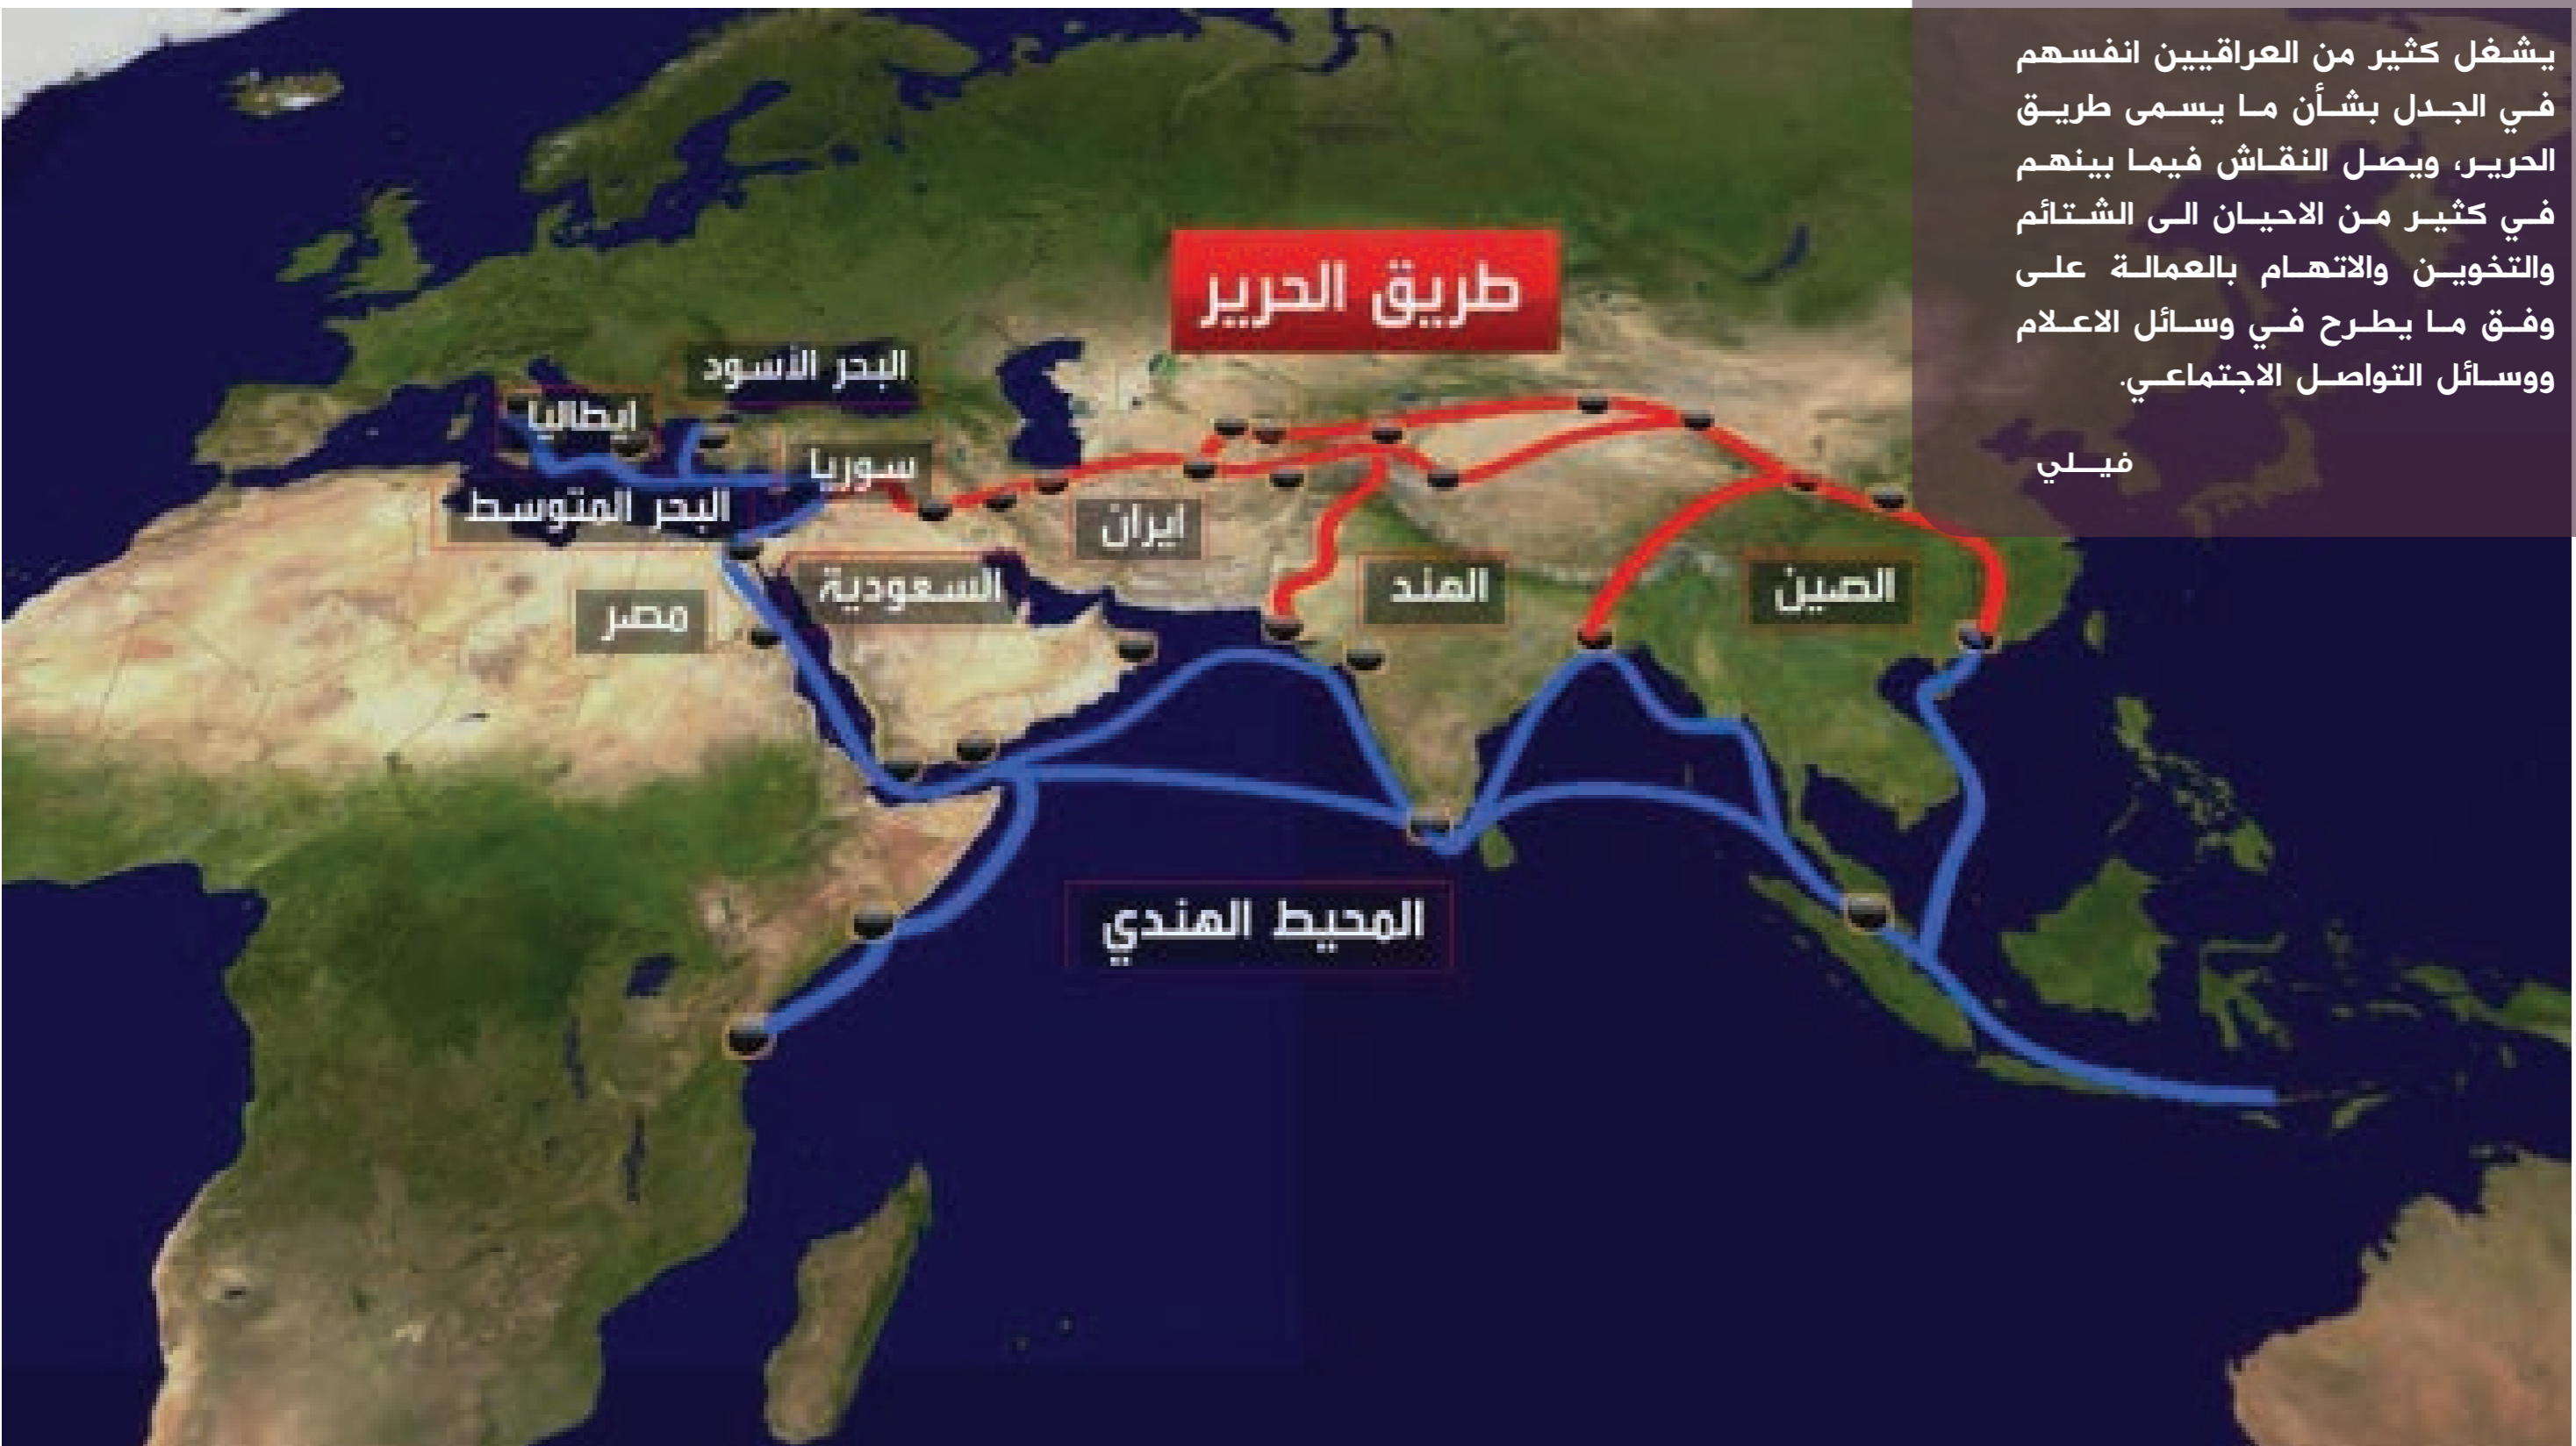 يشغل كثير من العراقيين انفسهم
في الجدل بشأن ما يسمى طريق
الحرير، ويصل النقاش فيما بينهم
في كثير من الاحيان الى الشتائم
والتخوين والاتهام بالعمالة على
وفق ما يطرح في وسائل الاعلام
ووسائل التواصل الاجتماعي.
فيلي
طريق الحرير
البحر الأسود
ايطاليا
سوريا
البحر المتوسط
ايران
السعودية
الهند
الصين
مصر
المحيط الهندي